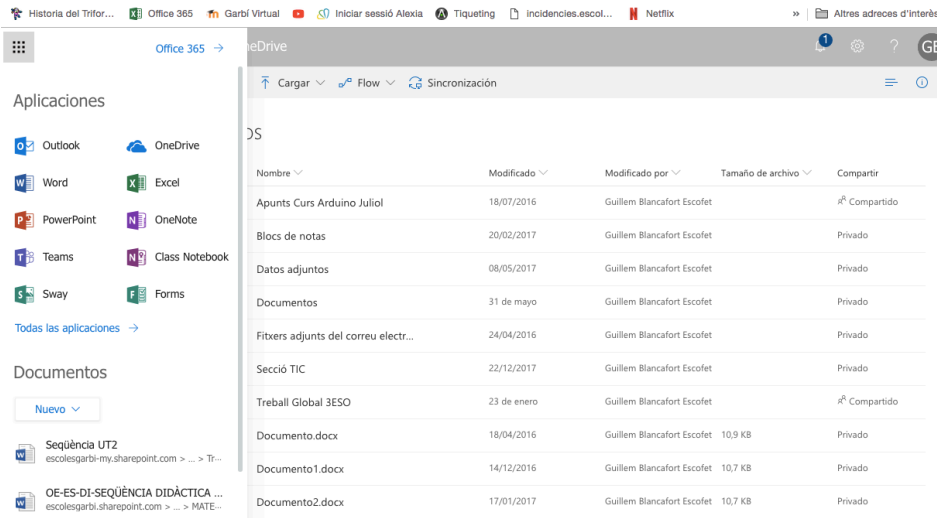 Historia del Trifor... Office 365 Garbí Virtual Iniciar sessió Alexia Tiqueting incidencies.escol... Netflix » Altres adreces d'interès
Office 365 → neDrive 1 ? GE
Cargar Flow Sincronización
Aplicaciones
os
Outlook OneDrive
Nombre Modificado Modificado por Tamaño de archivo Compartir
Word Excel
Apunts Curs Arduino Juliol 18/07/2016 Guillem Blancafort Escofet Compartido
PowerPoint OneNote
Blocs de notas 20/02/2017 Guillem Blancafort Escofet Privado
Teams Class Notebook
Datos adjuntos 08/05/2017 Guillem Blancafort Escofet Privado
Sway Forms
Documentos 31 de mayo Guillem Blancafort Escofet Privado
Todas las aplicaciones →
Fitxers adjunts del correu electr... 24/04/2016 Guillem Blancafort Escofet Privado
Documentos
Secció TIC 22/12/2017 Guillem Blancafort Escofet Privado
Nuevo
Treball Global 3ESO 23 de enero Guillem Blancafort Escofet Compartido
Documento.docx 18/04/2016 Guillem Blancafort Escofet 10,9 KB Privado
Seqüència UT2
escolesgarbi-my.sharepoint.com > ... > Tr...
Documento1.docx 14/12/2016 Guillem Blancafort Escofet 10,7 KB Privado
OE-ES-DI-SEQÜÈNCIA DIDÀCTICA ...
escolesgarbi.sharepoint.com > ... > MATE...
Documento2.docx 17/01/2017 Guillem Blancafort Escofet 10,7 KB Privado